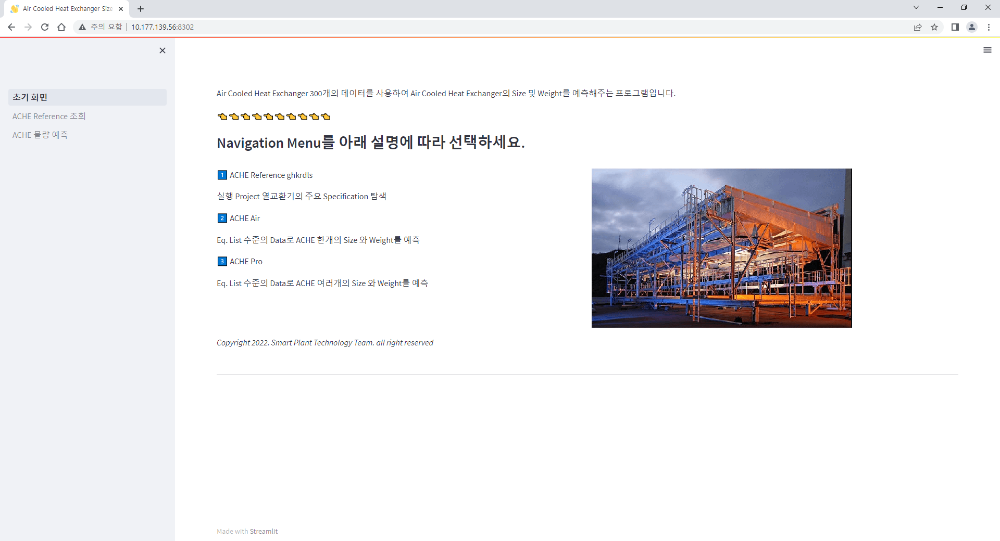 Air Cooled Heat Exchanger Size
주의 요함 10.177.139.56:8302
초기 화면
ACHE Reference 조회
ACHE 물량 예측
Air Cooled Heat Exchanger 300개의 데이터를 사용하여 Air Cooled Heat Exchanger의 Size 및 Weight를 예측해주는 프로그램입니다.
Navigation Menu를 아래 설명에 따라 선택하세요.
1 ACHE Reference ghkrdls
실행 Project 열교환기의 주요 Specification 탐색
2 ACHE Air
Eq. List 수준의 Data로 ACHE 한개의 Size 와 Weight를 예측
3 ACHE Pro
Eq. List 수준의 Data로 ACHE 여러개의 Size 와 Weight를 예측
Copyright 2022. Smart Plant Technology Team. all right reserved
Made with Streamlit